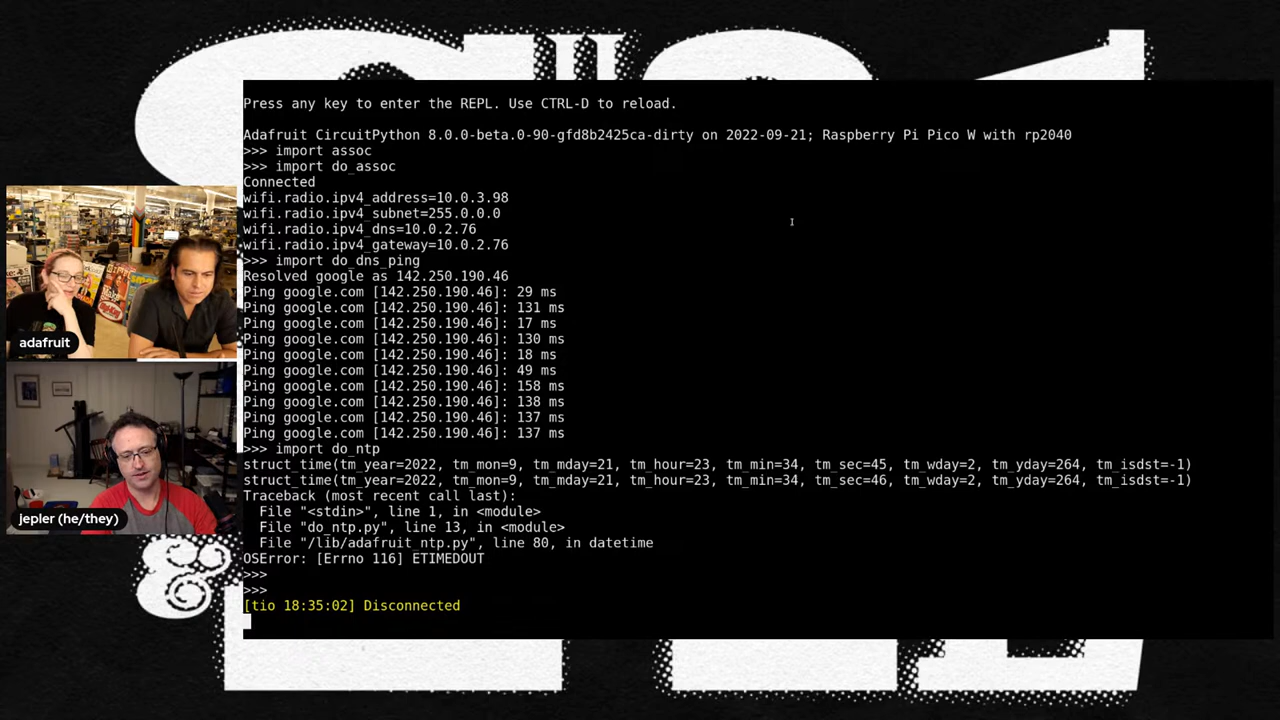 Press any key to enter the REPL. Use CTRL-D to reload.
Adafruit CircuitPython 8.0.0-beta.0-90-gfd8b2425ca-dirty on 2022-09-21; Raspberry Pi Pico W with rp2040
>>> import assoc
>>> import do_assoc
Connected
wifi.radio.ipv4_address=10.0.3.98
wifi.radio.ipv4_subnet=255.0.0.0
wifi.radio.ipv4_dns=10.0.2.76
wifi.radio.ipv4_gateway=10.0.2.76
>>> import do_dns_ping
Resolved google as 142.250.190.46
Ping google.com [142.250.190.46]: 29 ms
Ping google.com [142.250.190.46]: 131 ms
Ping google.com [142.250.190.46]: 17 ms
Ping google.com [142.250.190.46]: 130 ms
Ping google.com [142.250.190.46]: 18 ms
Ping google.com [142.250.190.46]: 49 ms
Ping google.com [142.250.190.46]: 158 ms
Ping google.com [142.250.190.46]: 138 ms
Ping google.com [142.250.190.46]: 137 ms
Ping google.com [142.250.190.46]: 137 ms
>>> import do_ntp
struct_time(tm_year=2022, tm_mon=9, tm_mday=21, tm_hour=23, tm_min=34, tm_sec=45, tm_wday=2, tm_yday=264, tm_isdst=-1)
struct_time(tm_year=2022, tm_mon=9, tm_mday=21, tm_hour=23, tm_min=34, tm_sec=46, tm_wday=2, tm_yday=264, tm_isdst=-1)
Traceback (most recent call last):
  File "<stdin>", line 1, in <module>
  File "do_ntp.py", line 13, in <module>
  File "/lib/adafruit_ntp.py", line 80, in datetime
OSError: [Errno 116] ETIMEDOUT
>>>
>>>
[tio 18:35:02] Disconnected
adafruit
jepler (he/they)
&